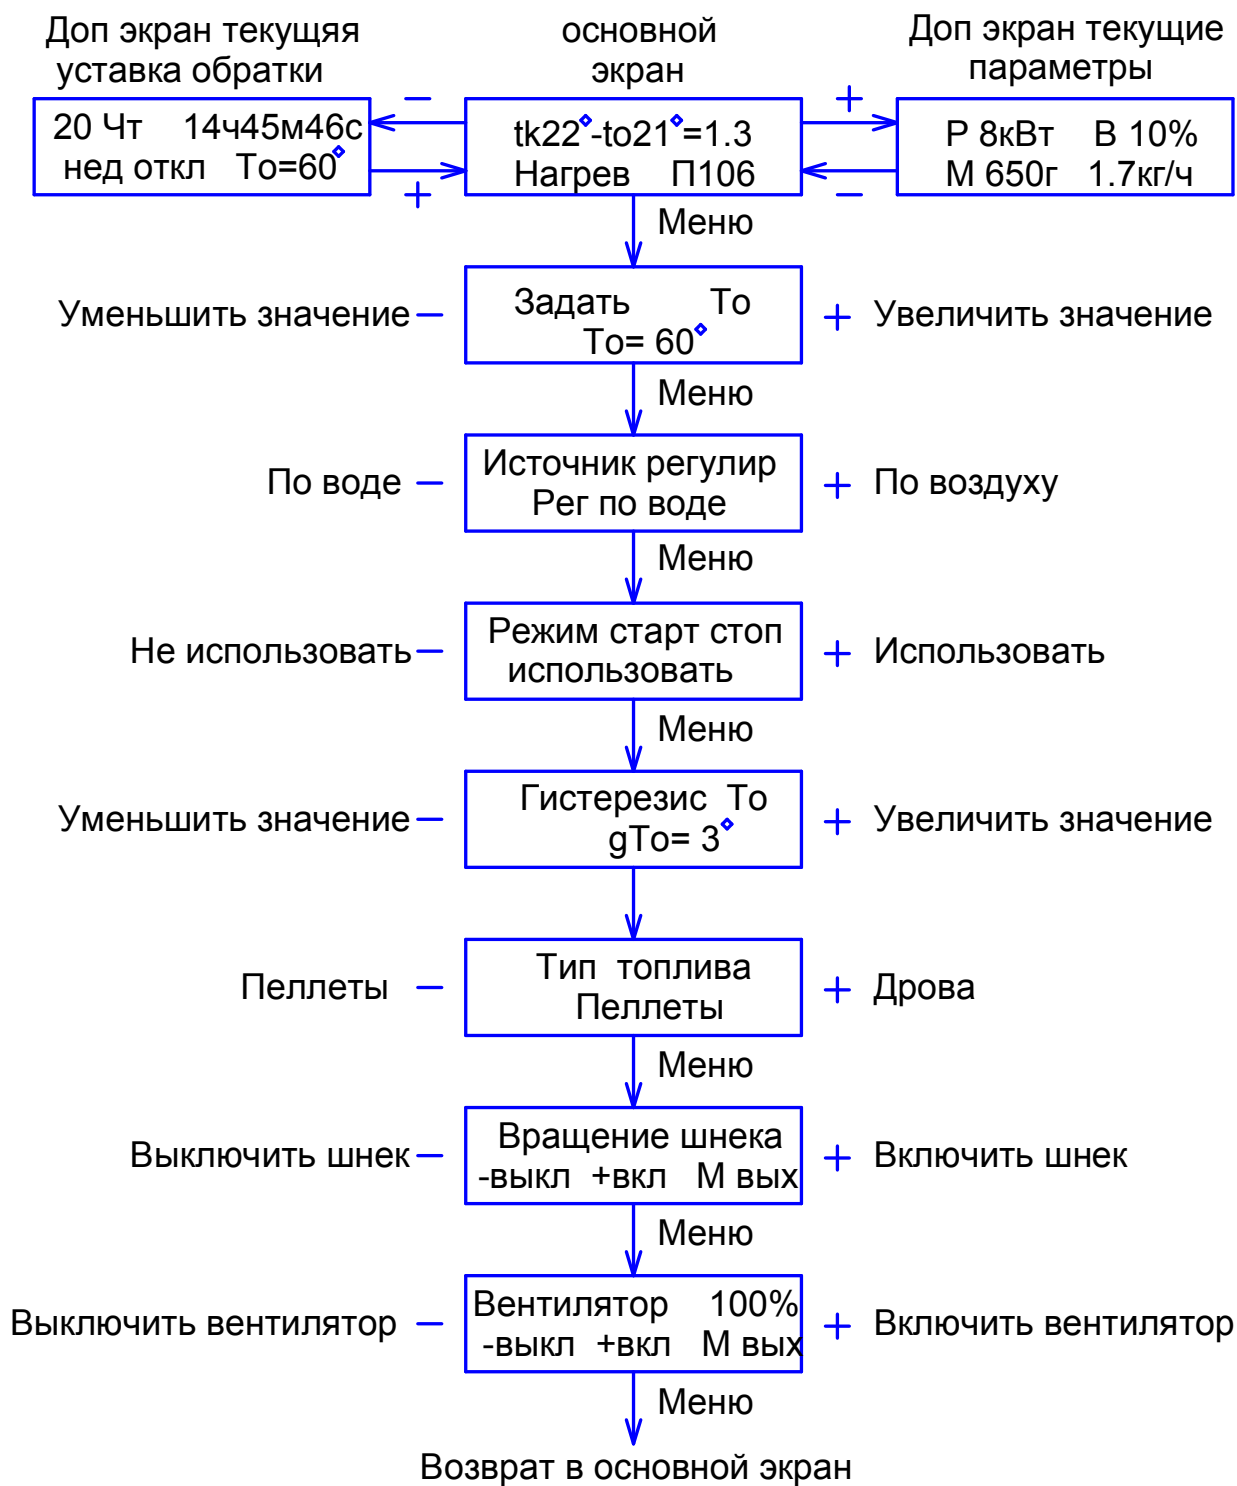 Доп экран текущяя
уставка обратки
основной
экран
Доп экран текущие
параметры
20 Чт 14ч45м46с
нед откл То=60°
–
+
tk22°-to21°=1.3
Нагрев П106
+
–
Р 8кВт В 10%
М 650г 1.7кг/ч
Меню
Уменьшить значение –
Задать То
То= 60°
+ Увеличить значение
Меню
По воде –
Источник регулир
Рег по воде
+ По воздуху
Меню
Не использовать –
Режим старт стоп
использовать
+ Использовать
Меню
Уменьшить значение –
Гистерезис То
gТо= 3°
+ Увеличить значение
Пеллеты –
Тип топлива
Пеллеты
+ Дрова
Меню
Выключить шнек –
Вращение шнека
-выкл +вкл М вых
+ Включить шнек
Меню
Выключить вентилятор –
Вентилятор 100%
-выкл +вкл М вых
+ Включить вентилятор
Меню
Возврат в основной экран